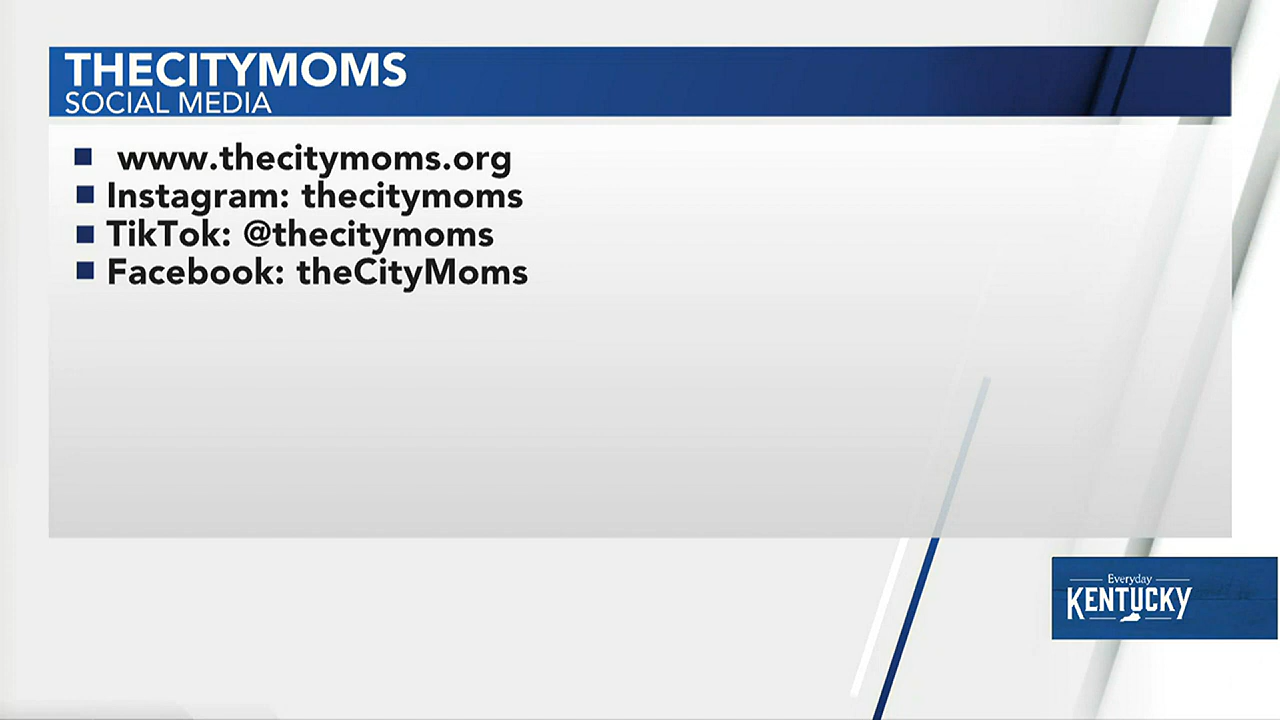 THECITYMOMS
SOCIAL MEDIA
www.thecitymoms.org
Instagram: thecitymoms
TikTok: @thecitymoms
Facebook: theCityMoms
Everyday
KENTUCKY